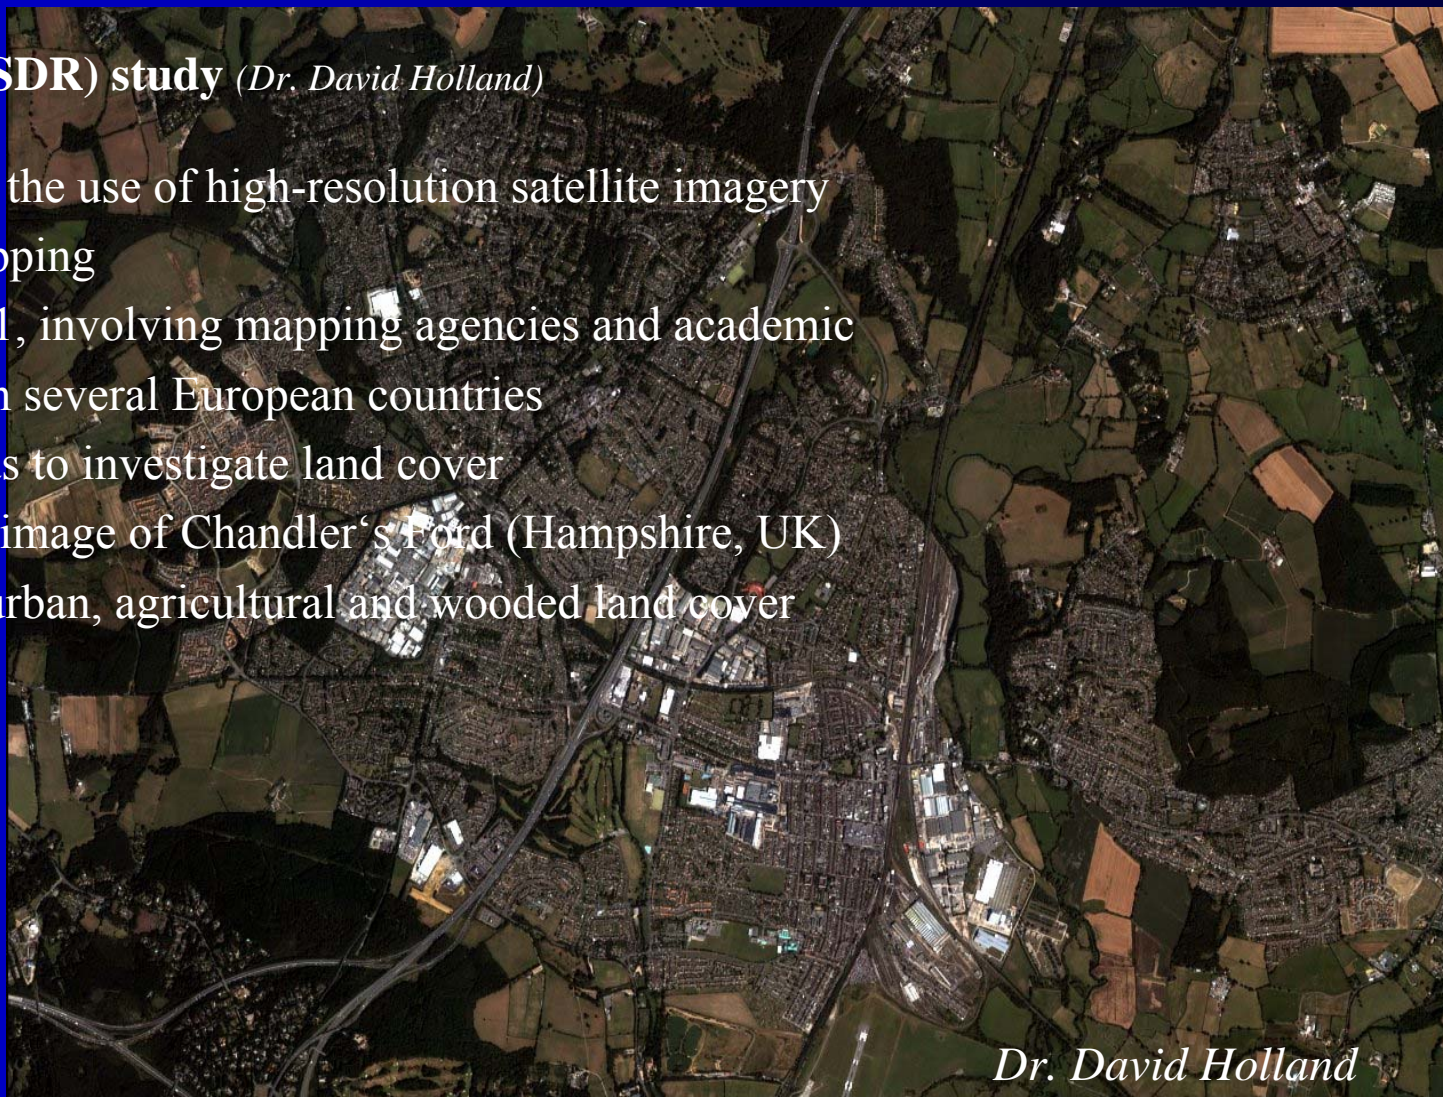 SDR) study (Dr. David Holland)
the use of high-resolution satellite imagery
pping
1, involving mapping agencies and academic
n several European countries
us to investigate land cover
image of Chandler‘s Ford (Hampshire, UK)
urban, agricultural and wooded land cover
Dr. David Holland